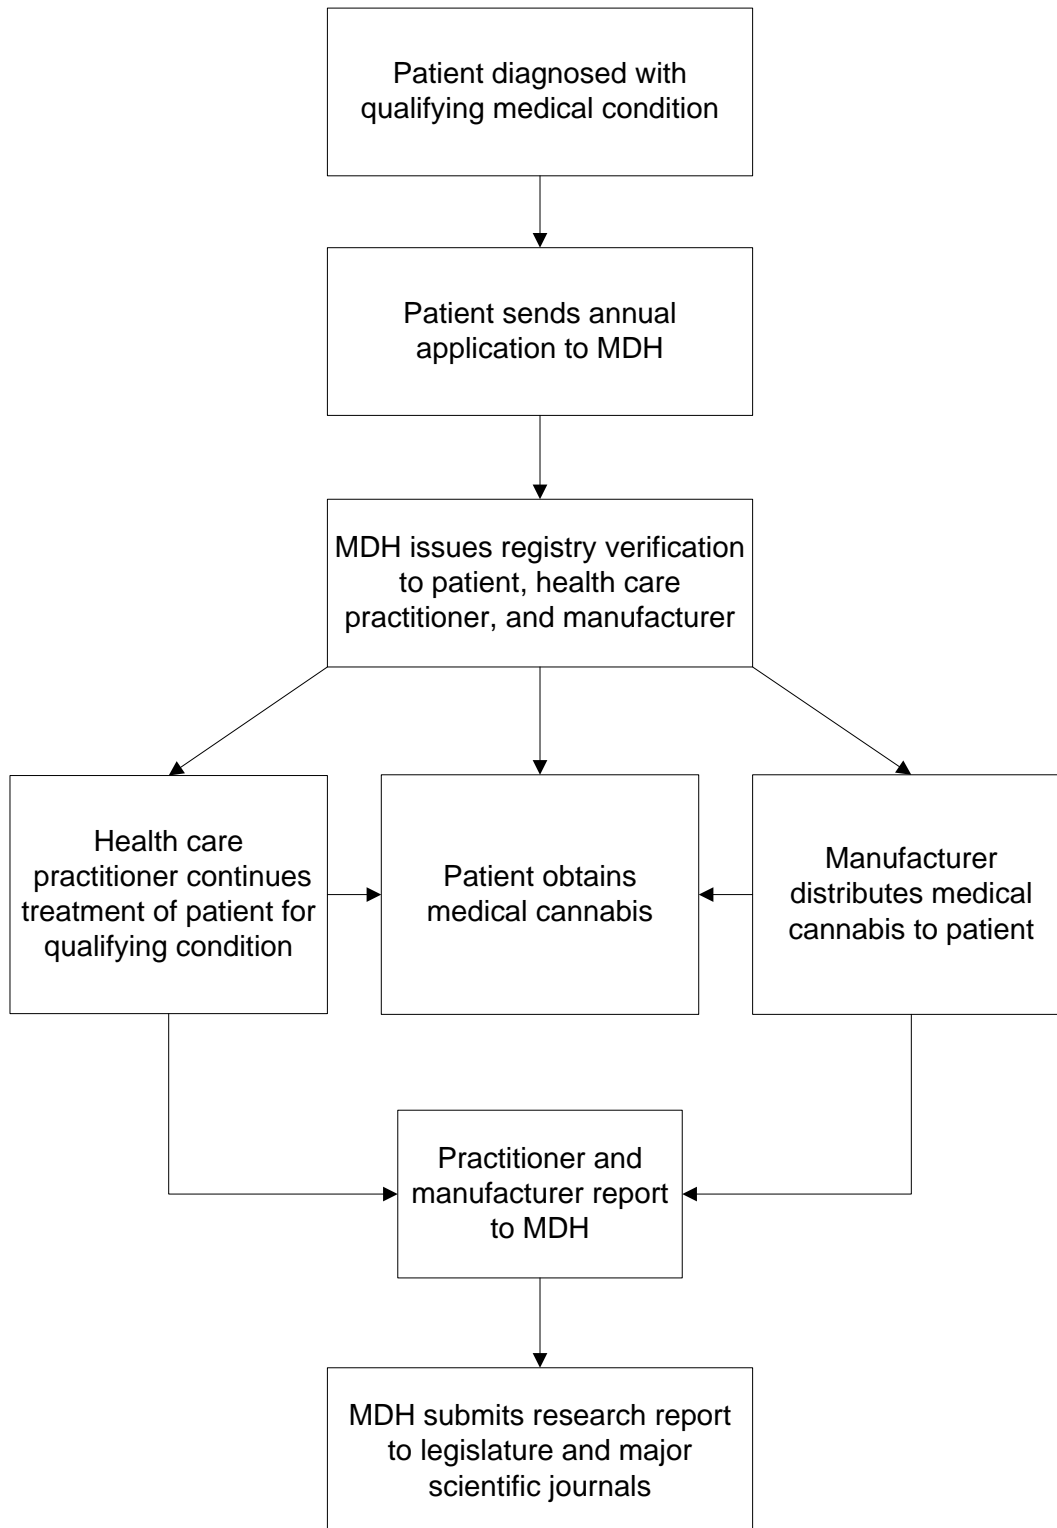 Patient diagnosed with
qualifying medical condition
Patient sends annual
application to MDH
MDH issues registry verification
to patient, health care
practitioner, and manufacturer
Health care
practitioner continues
treatment of patient for
qualifying condition
Patient obtains
medical cannabis
Manufacturer
distributes medical
cannabis to patient
Practitioner and
manufacturer report
to MDH
MDH submits research report
to legislature and major
scientific journals